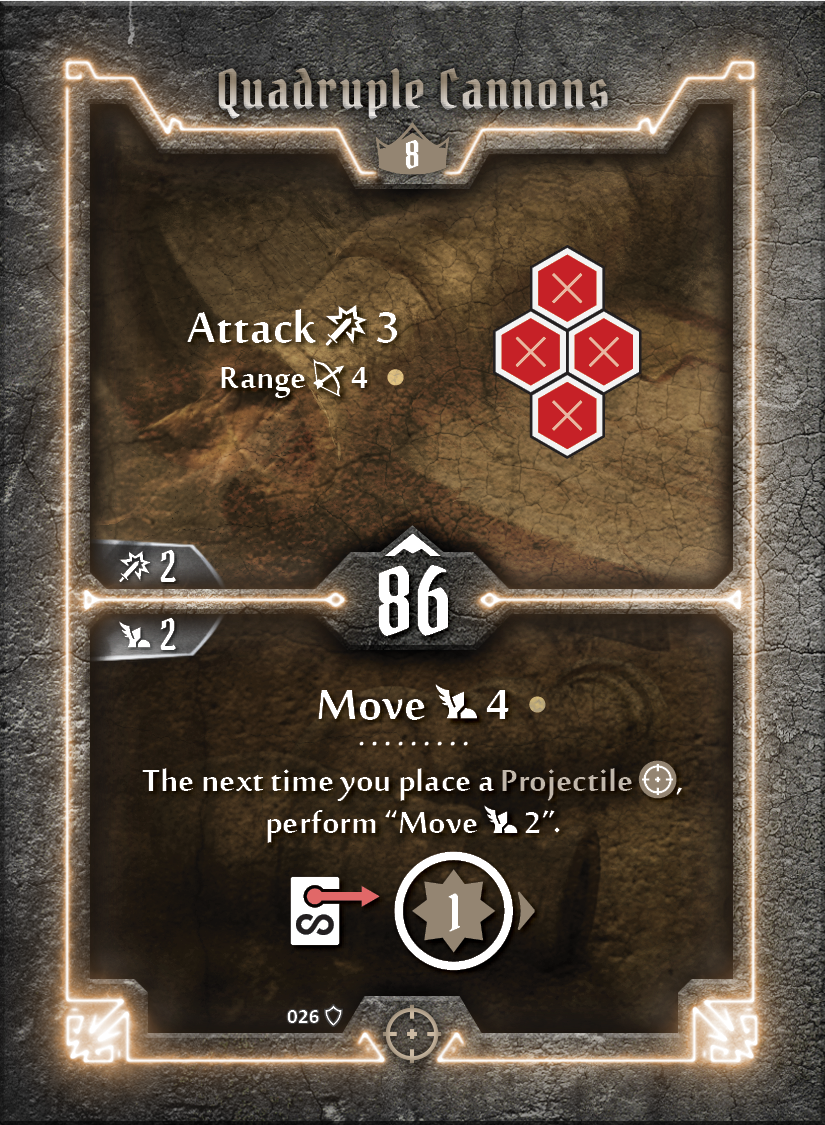 Quadruple Cannons
8
Attack 3
Range 4
2
86
2
Move 4
The next time you place a Projectile ,
perform “Move 2”.
1
026